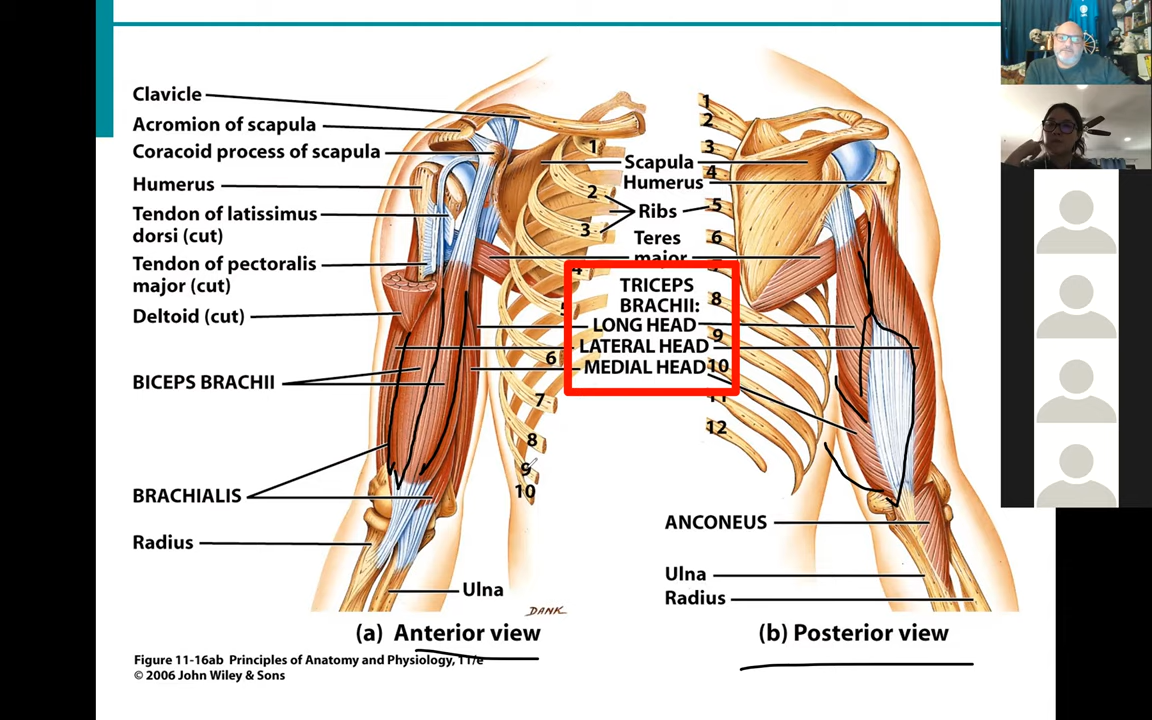 Clavicle
Acromion of scapula
Coracoid process of scapula
Humerus
Tendon of latissimus
dorsi (cut)
Tendon of pectoralis
major (cut)
Deltoid (cut)
BICEPS BRACHII
BRACHIALIS
Radius
Ulna
1
2
3
4
5
6
7
8
9
10
DANK
(a) Anterior view
Scapula
Humerus
Ribs
Teres
major
TRICEPS
BRACHII:
LONG HEAD
LATERAL HEAD
MEDIAL HEAD
1
2
3
4
5
6
8
9
10
11
12
ANCONEUS
Ulna
Radius
(b) Posterior view
Figure 11-16ab Principles of Anatomy and Physiology, 11/e
© 2006 John Wiley & Sons